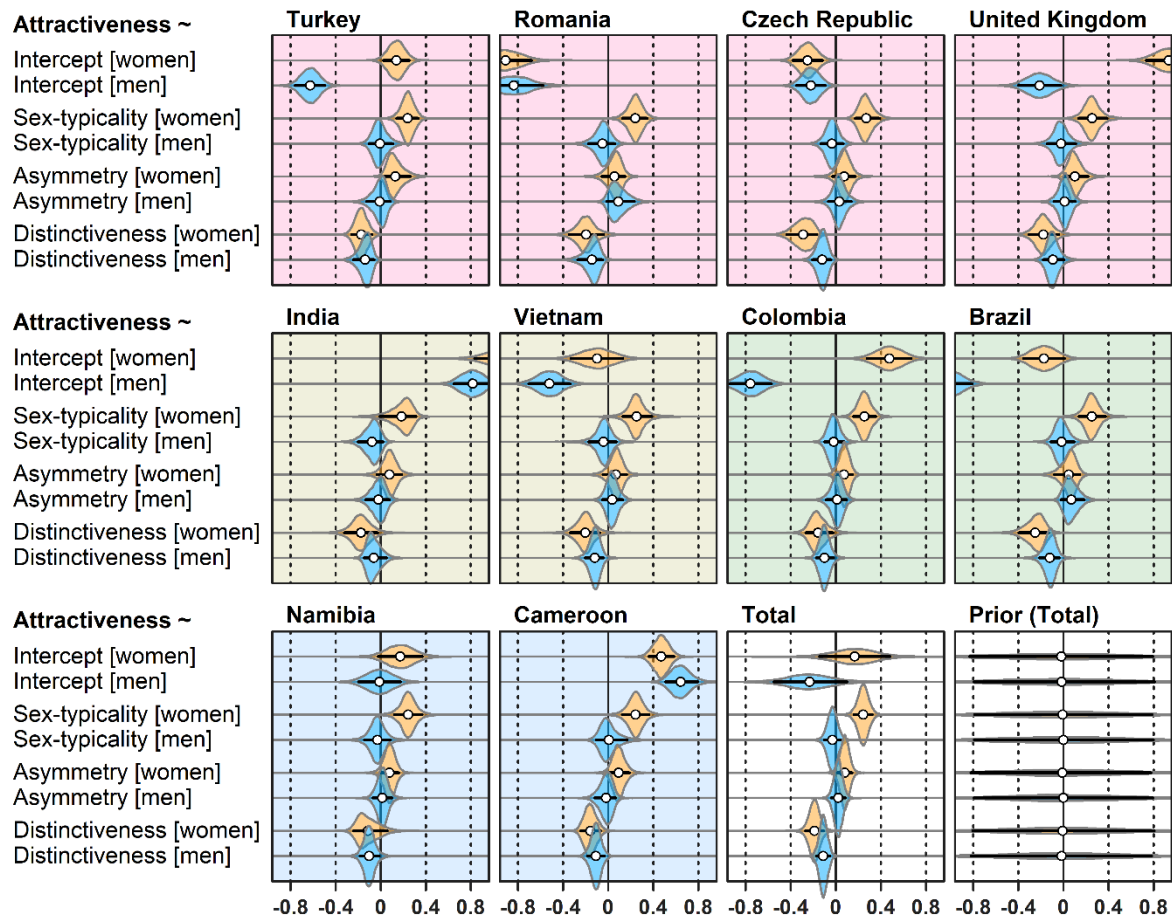 Attractiveness ~ Turkey Romania Czech Republic United Kingdom
Intercept [women]
Intercept [men]
Sex-typicality [women]
Sex-typicality [men]
Asymmetry [women]
Asymmetry [men]
Distinctiveness [women]
Distinctiveness [men]
Attractiveness ~ India Vietnam Colombia Brazil
Intercept [women]
Intercept [men]
Sex-typicality [women]
Sex-typicality [men]
Asymmetry [women]
Asymmetry [men]
Distinctiveness [women]
Distinctiveness [men]
Attractiveness ~ Namibia Cameroon Total Prior (Total)
Intercept [women]
Intercept [men]
Sex-typicality [women]
Sex-typicality [men]
Asymmetry [women]
Asymmetry [men]
Distinctiveness [women]
Distinctiveness [men]
-0.8 -0.4 0 0.4 0.8 -0.8 -0.4 0 0.4 0.8 -0.8 -0.4 0 0.4 0.8 -0.8 -0.4 0 0.4 0.8